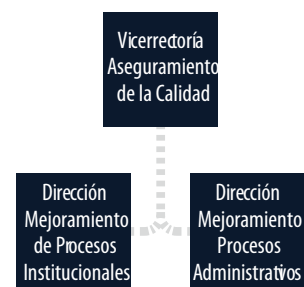 Vicerrectoría
Aseguramiento
de la Calidad
Dirección
Mejoramiento
de Procesos
Institucionales
Dirección
Mejoramiento
Procesos
Administrativos